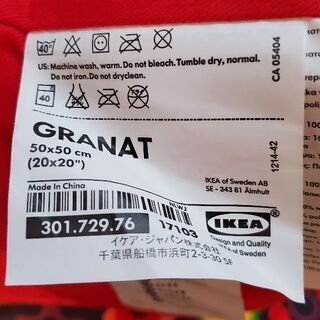 40°
US: Machine wash, warm. Do not bleach. Tumble dry, normal.
Do not iron. Do not dryclean.
CA 05404
40
GRANAT
50x50 cm
(20x20")
1214-42
Made in China
IKEA of Sweden AB
SE - 343 81 Älmhult
301.729.76
17103
IKEA
Design and Quality
IKEA of Sweden
イケア・ジャパン株式会社
千葉県船橋市浜町2-3-30 5F